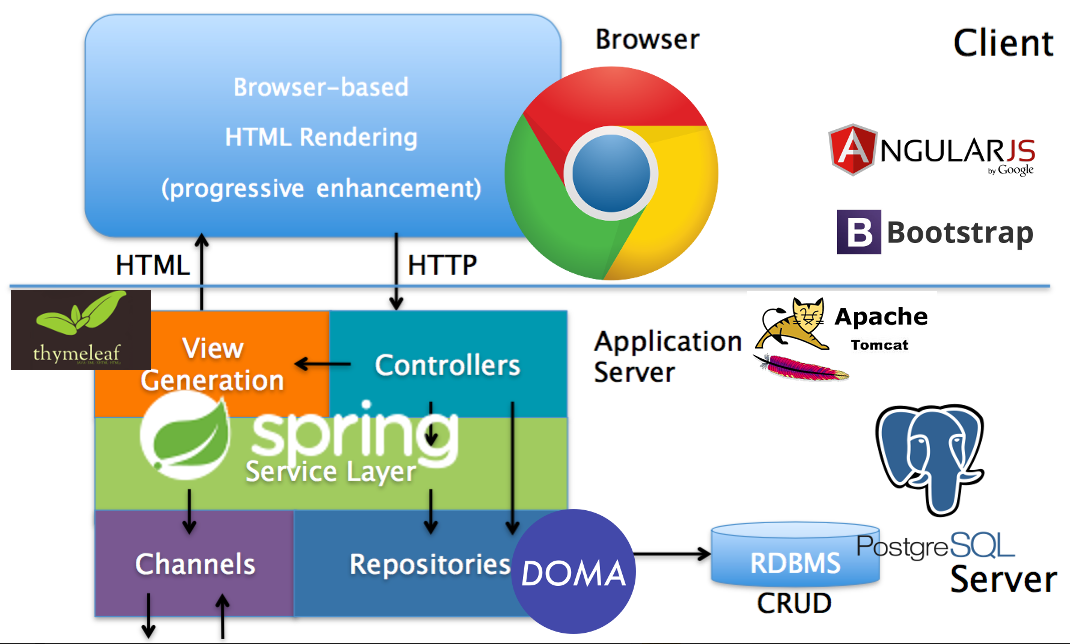 Browser
Client
Browser-based
HTML Rendering
(progressive enhancement)
ANGULARJS
by Google
B Bootstrap
HTML
HTTP
thymeleaf
View
Generation
Controllers
Application
Server
Apache
Tomcat
spring
Service Layer
Channels
Repositories
DOMA
RDBMS
PostgreSQL
Server
CRUD